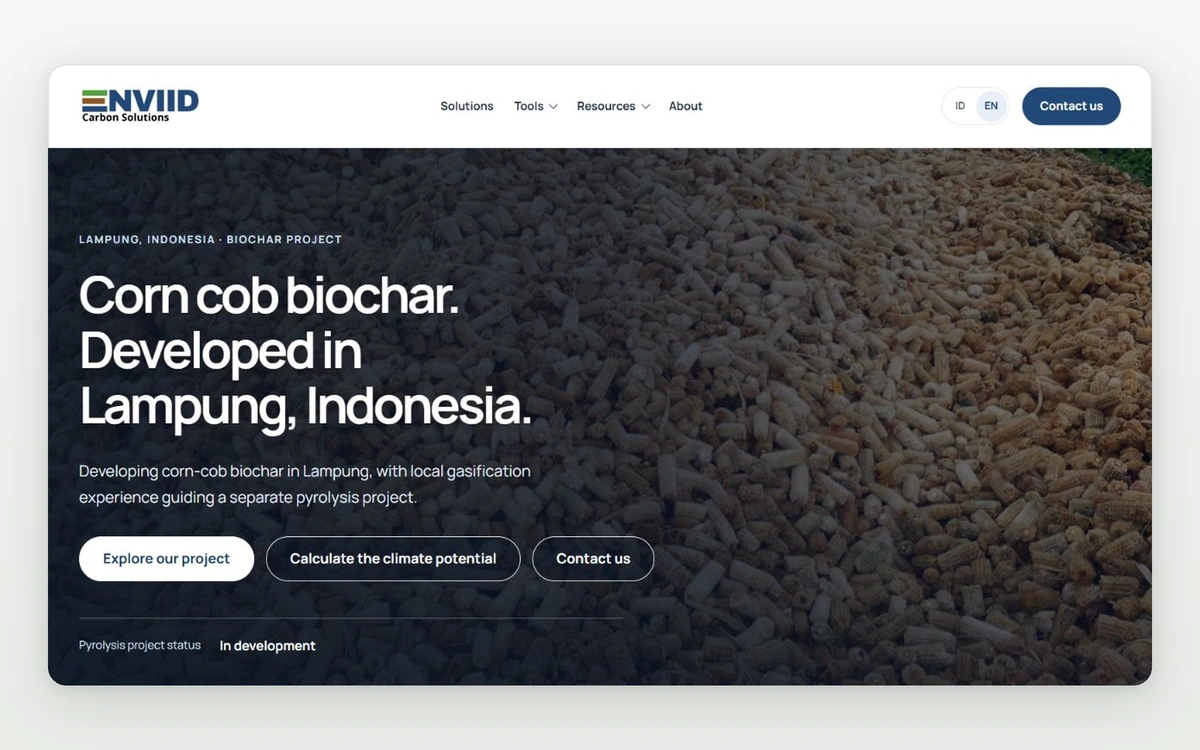 ENVIID
Carbon Solutions
Solutions
Tools
Resources
About
ID
EN
Contact us
LAMPUNG, INDONESIA · BIOCHAR PROJECT
Corn cob biochar.
Developed in
Lampung, Indonesia.
Developing corn-cob biochar in Lampung, with local gasification
experience guiding a separate pyrolysis project.
Explore our project
Calculate the climate potential
Contact us
Pyrolysis project status
In development